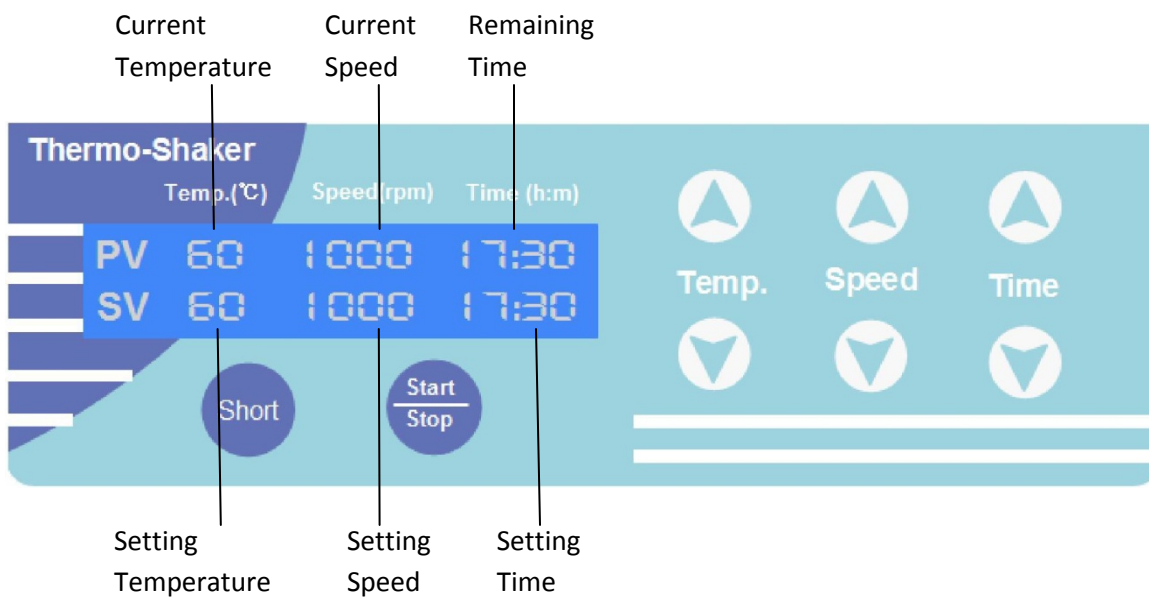 Current Current Remaining
Temperature Speed Time
Thermo-Shaker
Temp.(℃) Speed(rpm) Time (h:m)
PV 60 1000 17:30
SV 60 1000 17:30
Temp. Speed Time
Short
Start
Stop
Setting Setting Setting
Temperature Speed Time